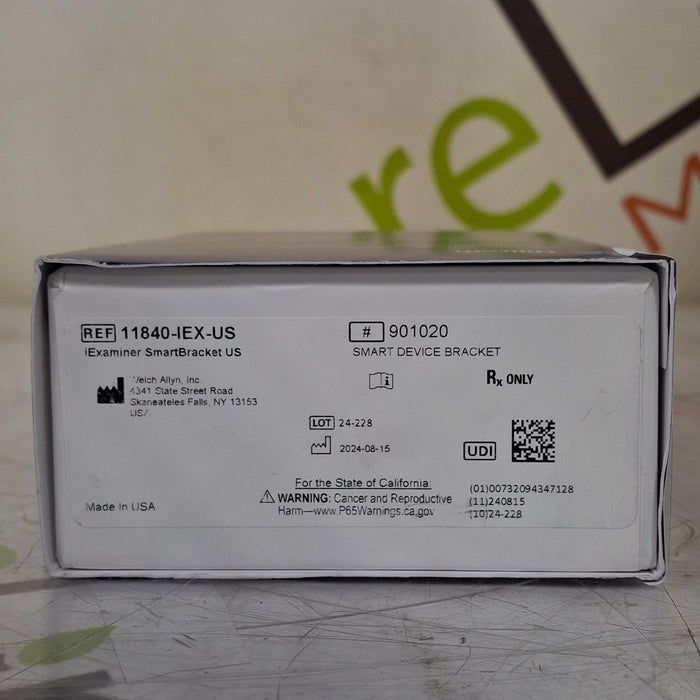 re
M
REF 11840-IEX-US
iExaminer SmartBracket US
# 901020
SMART DEVICE BRACKET
Welch Allyn, Inc.
4341 State Street Road
Skaneateles Falls, NY 13153
USA
Rx ONLY
LOT 24-228
2024-08-15
UDI
For the State of California:
WARNING: Cancer and Reproductive
Harm—www.P65Warnings.ca.gov
(01)00732094347128
(11)240815
(10)24-228
Made In USA